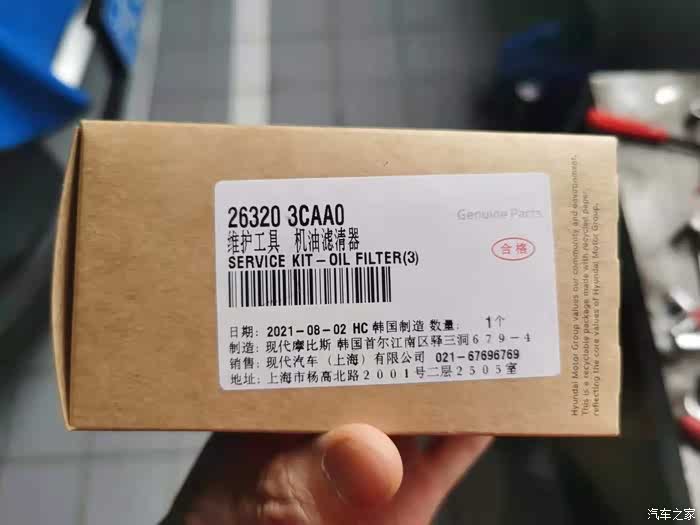 26320 3CAA0
Genuine Parts
维护工具 机油滤清器
SERVICE KIT-OIL FILTER(3)
合格
日期: 2021-08-02 HC 韩国制造 数量: 1个
制造: 现代摩比斯 韩国首尔江南区驿三洞679-4
销售: 现代汽车（上海）有限公司 021-67696769
地址: 上海市杨高北路2001号二层2505室
Hyundai Motor Group values our community and environment.
This is a recyclable package made with recycled paper,
reflecting the core values of Hyundai Motor Group.
汽车之家